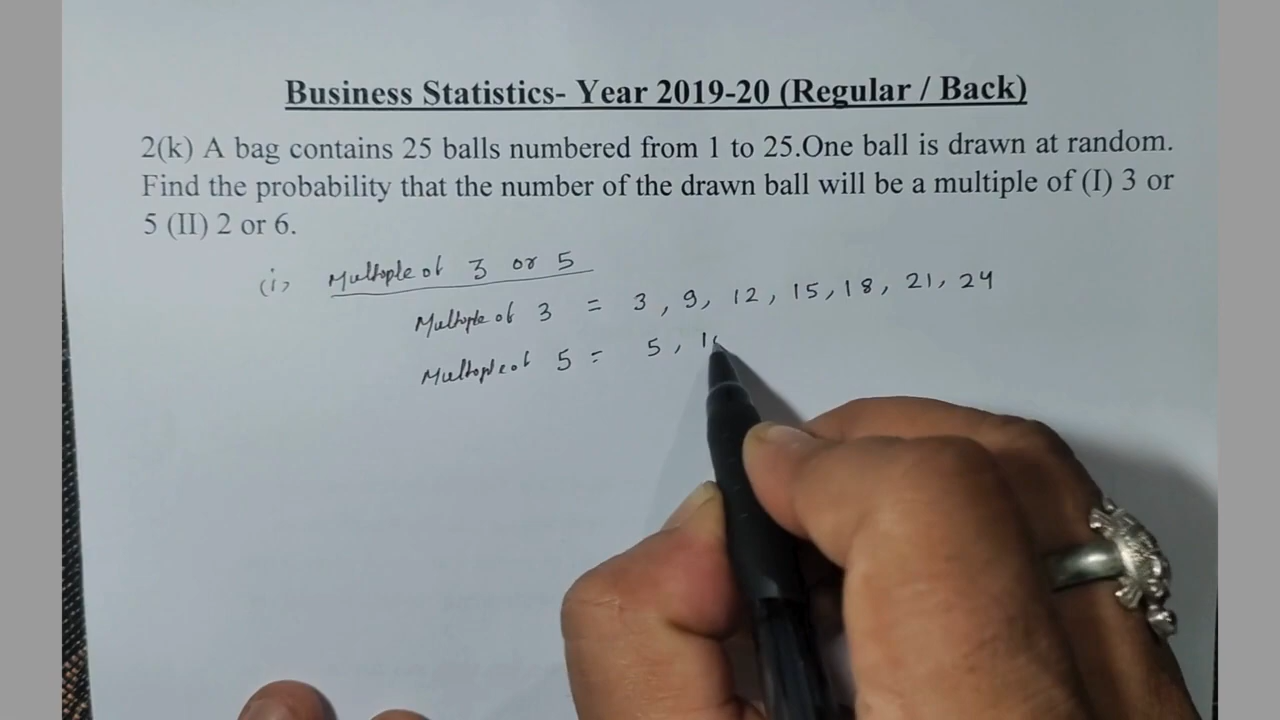 Business Statistics- Year 2019-20 (Regular / Back)
2(k) A bag contains 25 balls numbered from 1 to 25.One ball is drawn at random.
Find the probability that the number of the drawn ball will be a multiple of (I) 3 or
5 (II) 2 or 6.
(i) Multiple of 3 or 5
Multiple of 3 = 3, 9, 12, 15, 18, 21, 24
Multiple of 5 = 5, 1